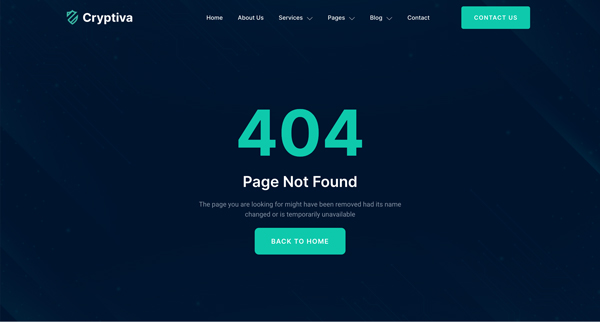 Cryptiva
Home About Us Services Pages Blog Contact
CONTACT US
404
Page Not Found
The page you are looking for might have been removed had its name
changed or is temporarily unavailable
BACK TO HOME